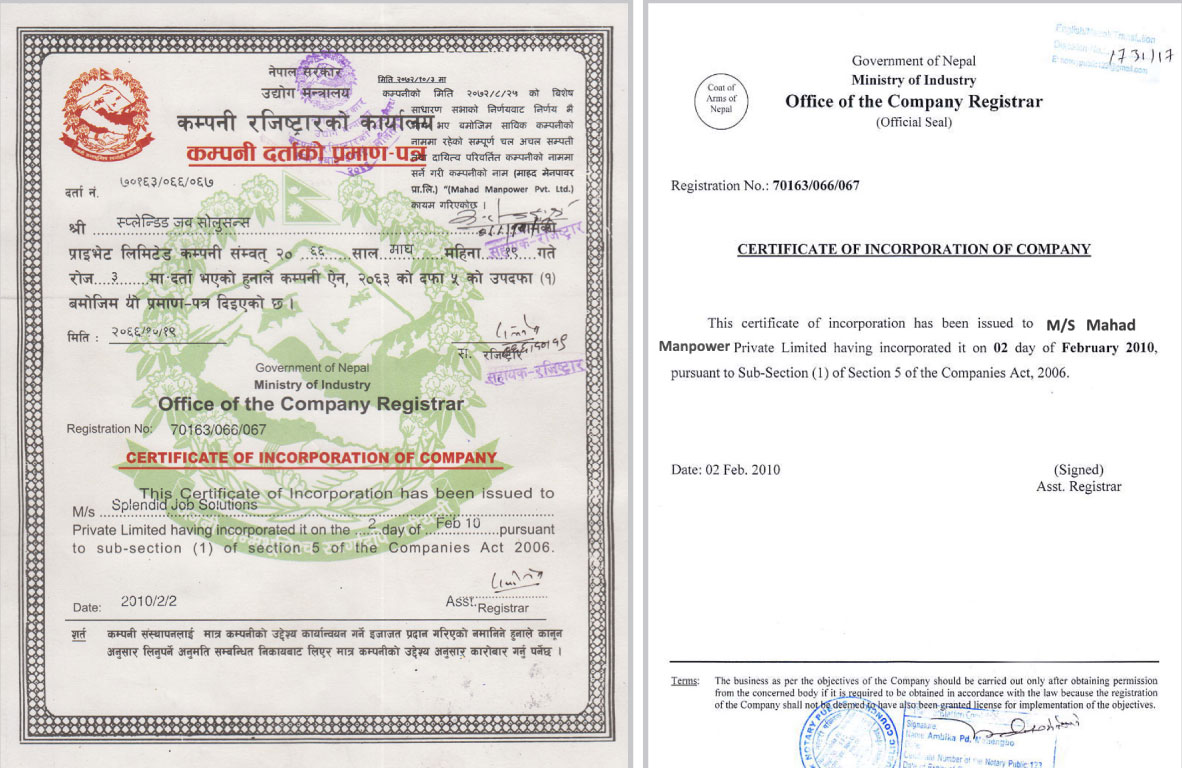 नेपाल सरकार
उद्योग मन्त्रालय
कम्पनी रजिष्ट्रारको कार्यालय
कम्पनी दर्ताको प्रमाण-पत्र
मिति २०७२/१०/३ मा
कम्पनीको मिति २०७२/८/२५ को विशेष
साधारण सभाको निर्णयबाट निर्णय भै
भए बमोजिम साविक कम्पनीको
नाममा रहेको सम्पूर्ण चल अचल सम्पती
तथा दायित्व परिवर्तित कम्पनीको नाममा
सर्ने गरी कम्पनीको नाम (माहद मेनपावर
प्रा.लि.) "(Mahad Manpower Pvt. Ltd.)
कायम गरिएकोछ ।
दर्ता नं. ७०१६३/०६६/०६७
श्री स्प्लेन्डिड जव सोलुसन्स
प्राइभेट लिमिटेड कम्पनी संम्बत् २० ६६ साल माघ महिना १९ गते
रोज ३ मा दर्ता भएको हुनाले कम्पनी ऐन, २०६३ को दफा ५ को उपदफा (१)
बमोजिम यो प्रमाण-पत्र दिइएको छ ।
मिति : २०६६/१०/१९
रजिष्ट्रार
सहायक-रजिष्ट्रार
Government of Nepal
Ministry of Industry
Office of the Company Registrar
Registration No: 70163/066/067
CERTIFICATE OF INCORPORATION OF COMPANY
This Certificate of Incorporation has been issued to
M/s Splendid Job Solutions
Private Limited having incorporated it on the 2 day of Feb 10 pursuant
to sub-section (1) of section 5 of the Companies Act 2006.
Date: 2010/2/2
Asst. Registrar
शर्त कम्पनी संस्थापनलाई मात्र कम्पनीको उद्देश्य कार्यान्वयन गर्न इजाजत प्रदान गरिएको नमानिने हुनाले कानून
अनुसार लिनुपर्ने अनुमति सम्बन्धित निकायबाट लिएर मात्र कम्पनीको उद्देश्य अनुसार कारोबार गर्नु पर्नेछ ।
1731/17
Coat of
Arms of
Nepal
Government of Nepal
Ministry of Industry
Office of the Company Registrar
(Official Seal)
Registration No.: 70163/066/067
CERTIFICATE OF INCORPORATION OF COMPANY
This certificate of incorporation has been issued to M/S Mahad
Manpower Private Limited having incorporated it on 02 day of February 2010,
pursuant to Sub-Section (1) of Section 5 of the Companies Act, 2006.
Date: 02 Feb. 2010
(Signed)
Asst. Registrar
Terms: The business as per the objectives of the Company should be carried out only after obtaining permission
from the concerned body if it is required to be obtained in accordance with the law because the registration
of the Company shall not be deemed to have also been granted license for implementation of the objectives.
NOTARY PUBLIC
Signature
Name: Ambika Pd.
Number of the Notary Public: